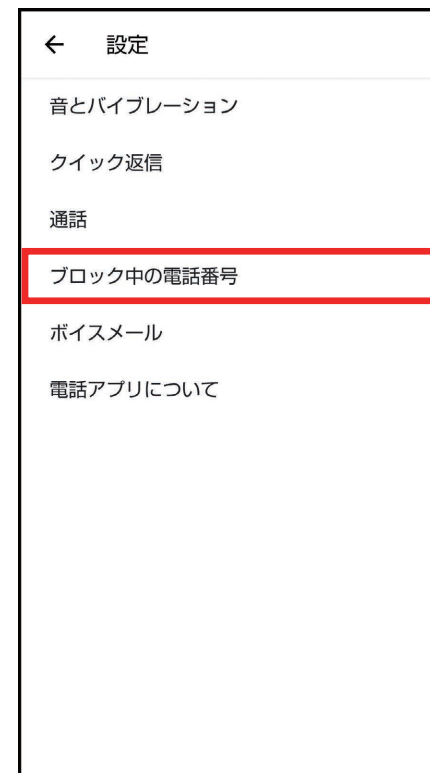 ← 設定
音とバイブレーション
クイック返信
通話
ブロック中の電話番号
ボイスメール
電話アプリについて